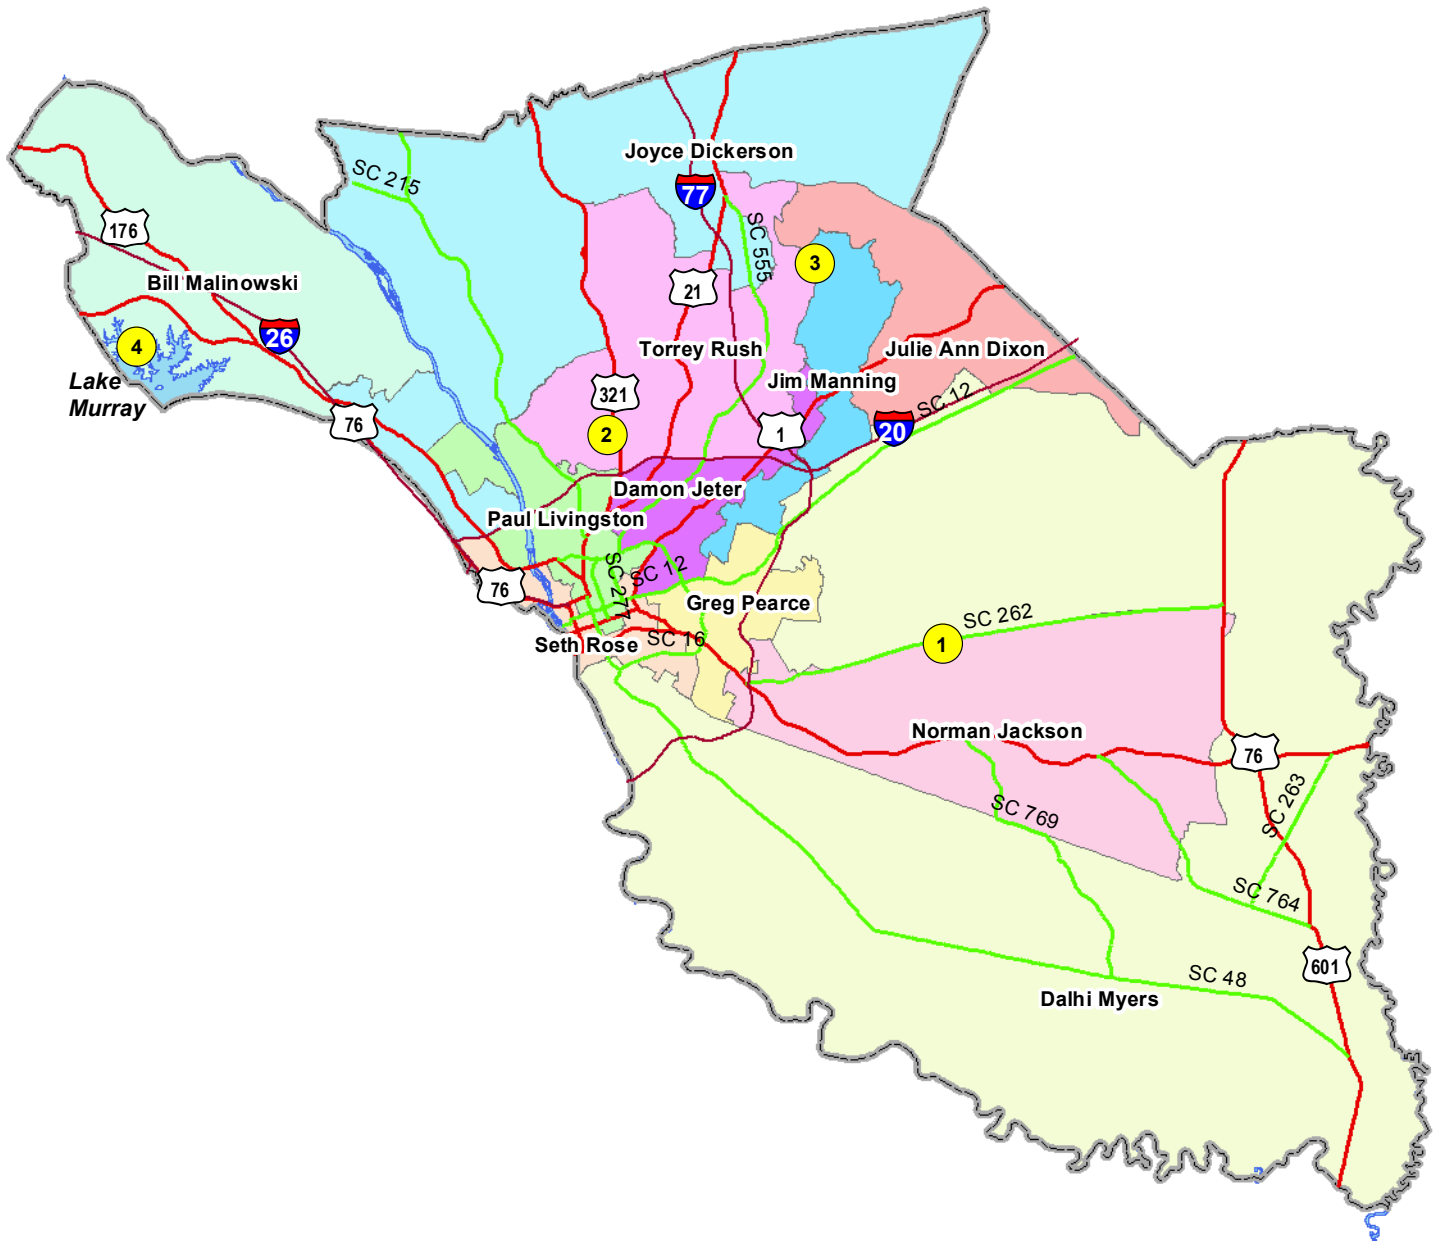 Joyce Dickerson
SC 215
77
176
SC 555
3
Bill Malinowski
21
26
4
Torrey Rush
Julie Ann Dixon
Lake
Murray
Jim Manning
321
SC 12
76
2
1
20
Damon Jeter
Paul Livingston
SC 277
SC 12
76
Greg Pearce
SC 262
Seth Rose
SC 16
1
Norman Jackson
76
SC 769
SC 263
SC 764
601
SC 48
Dalhi Myers